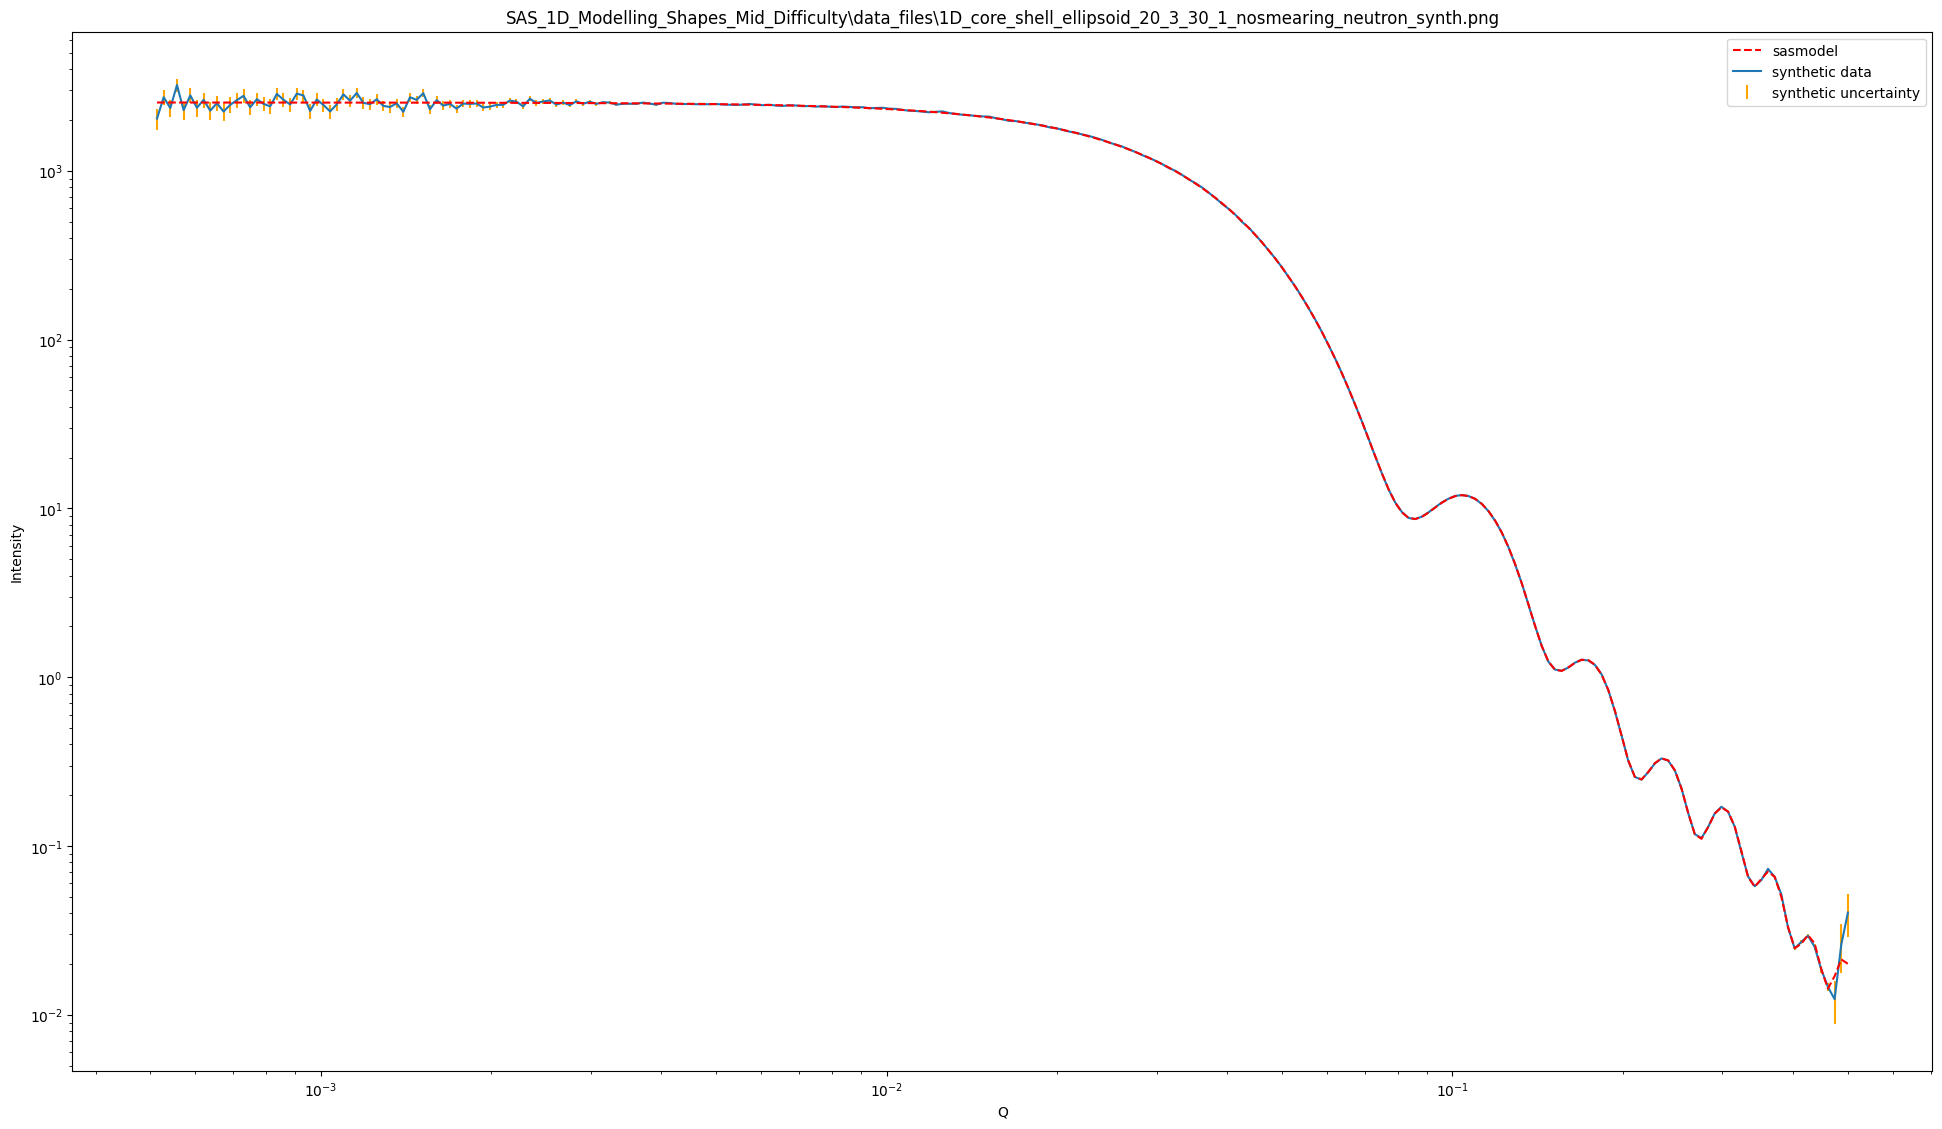 SAS_1D_Modelling_Shapes_Mid_Difficulty\data_files\1D_core_shell_ellipsoid_20_3_30_1_nosmearing_neutron_synth.png
sasmodel
synthetic data
synthetic uncertainty
10³
10²
10¹
10⁰
10⁻¹
10⁻²
Intensity
10⁻³
10⁻²
10⁻¹
Q